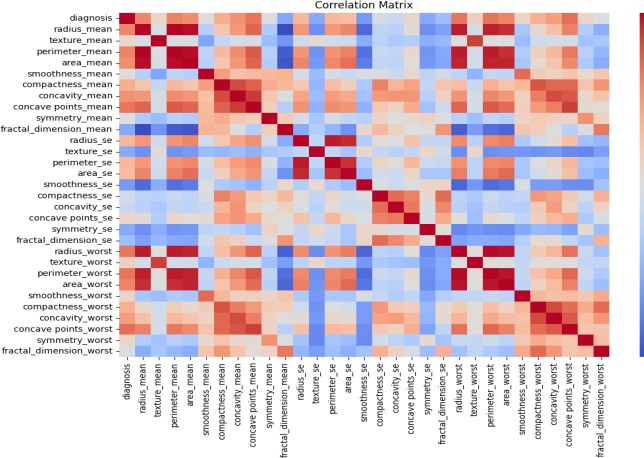 Correlation Matrix
diagnosis
radius_mean
texture_mean
perimeter_mean
area_mean
smoothness_mean
compactness_mean
concavity_mean
concave points_mean
symmetry_mean
fractal_dimension_mean
radius_se
texture_se
perimeter_se
area_se
smoothness_se
compactness_se
concavity_se
concave points_se
symmetry_se
fractal_dimension_se
radius_worst
texture_worst
perimeter_worst
area_worst
smoothness_worst
compactness_worst
concavity_worst
concave points_worst
symmetry_worst
fractal_dimension_worst
diagnosis
radius_mean
texture_mean
perimeter_mean
area_mean
smoothness_mean
compactness_mean
concavity_mean
concave points_mean
symmetry_mean
fractal_dimension_mean
radius_se
texture_se
perimeter_se
area_se
smoothness_se
compactness_se
concavity_se
concave points_se
symmetry_se
fractal_dimension_se
radius_worst
texture_worst
perimeter_worst
area_worst
smoothness_worst
compactness_worst
concavity_worst
concave points_worst
symmetry_worst
fractal_dimension_worst